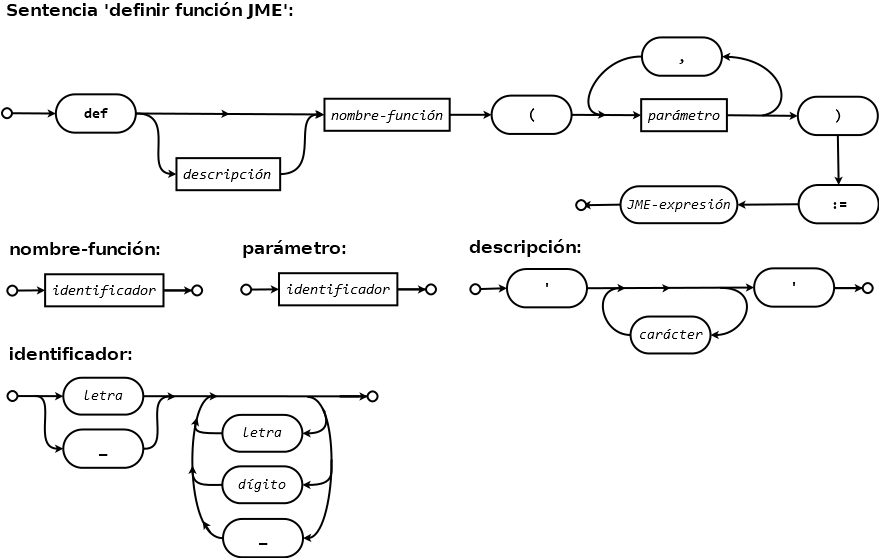 Sentencia 'definir función JME':
,
def
nombre-función
(
parámetro
)
descripción
JME-expresión
:=
nombre-función:
parámetro:
descripción:
identificador
identificador
'
'
carácter
identificador:
letra
_
letra
dígito
_